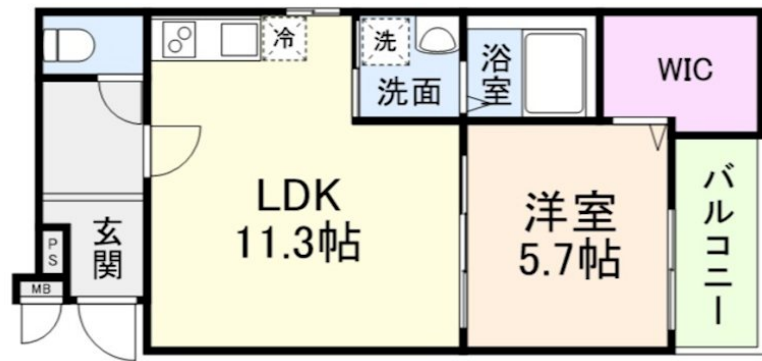 冷
洗
洗面
浴
室
WIC
LDK
11.3帖
洋室
5.7帖
バルコニー
玄
関
PS
MB